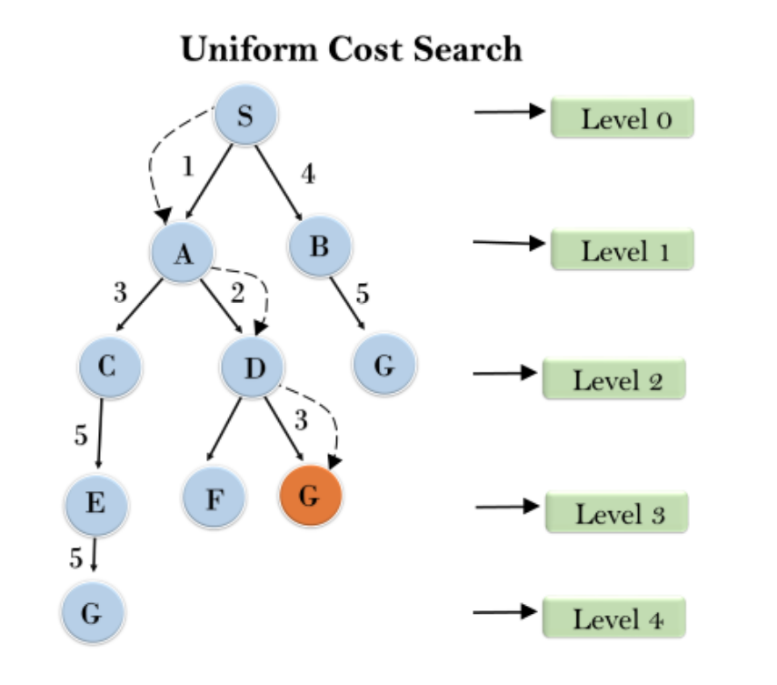 Uniform Cost Search
S
Level 0
1
4
A
B
Level 1
3
2
5
C
D
G
Level 2
5
3
E
F
G
Level 3
5
G
Level 4